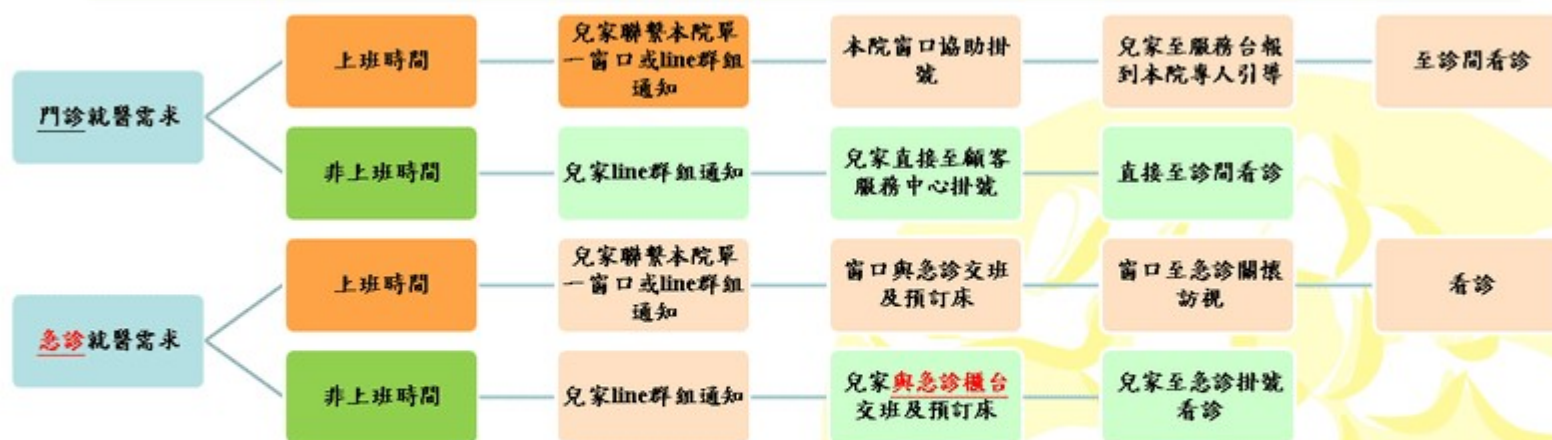 門診就醫需求
上班時間
兒家聯繫本院單
一窗口或line群組
通知
本院窗口協助掛
號
兒家至服務台報
到本院專人引導
至診間看診
非上班時間
兒家line群組通知
兒家直接至顧客
服務中心掛號
直接至診間看診
急診就醫需求
上班時間
兒家聯繫本院單
一窗口或line群組
通知
窗口與急診交班
及預訂床
窗口至急診關懷
訪視
看診
非上班時間
兒家line群組通知
兒家與急診櫃台
交班及預訂床
兒家至急診掛號
看診